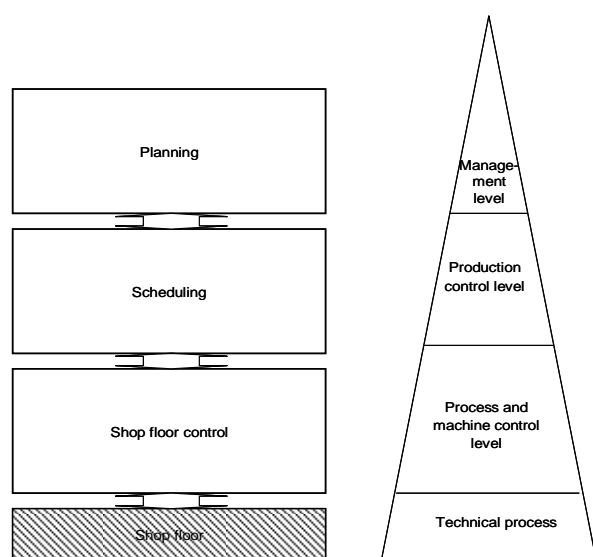 Planning
Scheduling
Shop floor control
Shop floor
Manage-
ment
level
Production
control level
Process and
machine control
level
Technical process